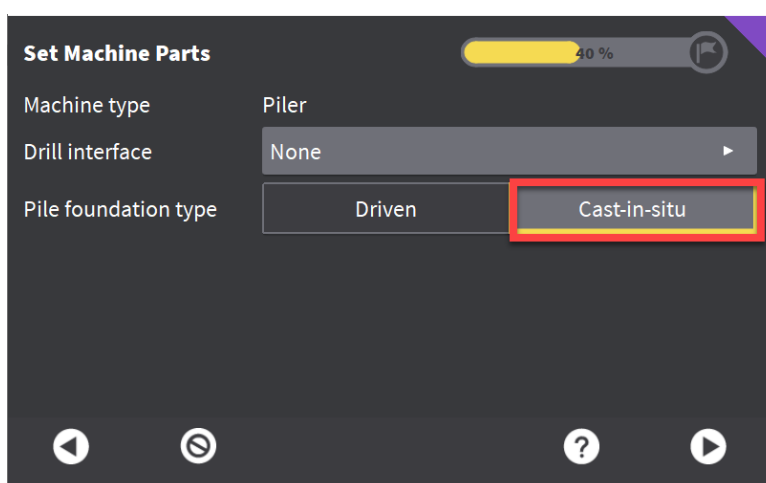 Set Machine Parts 40 %
Machine type Piler
Drill interface None
Pile foundation type Driven Cast-in-situ
?